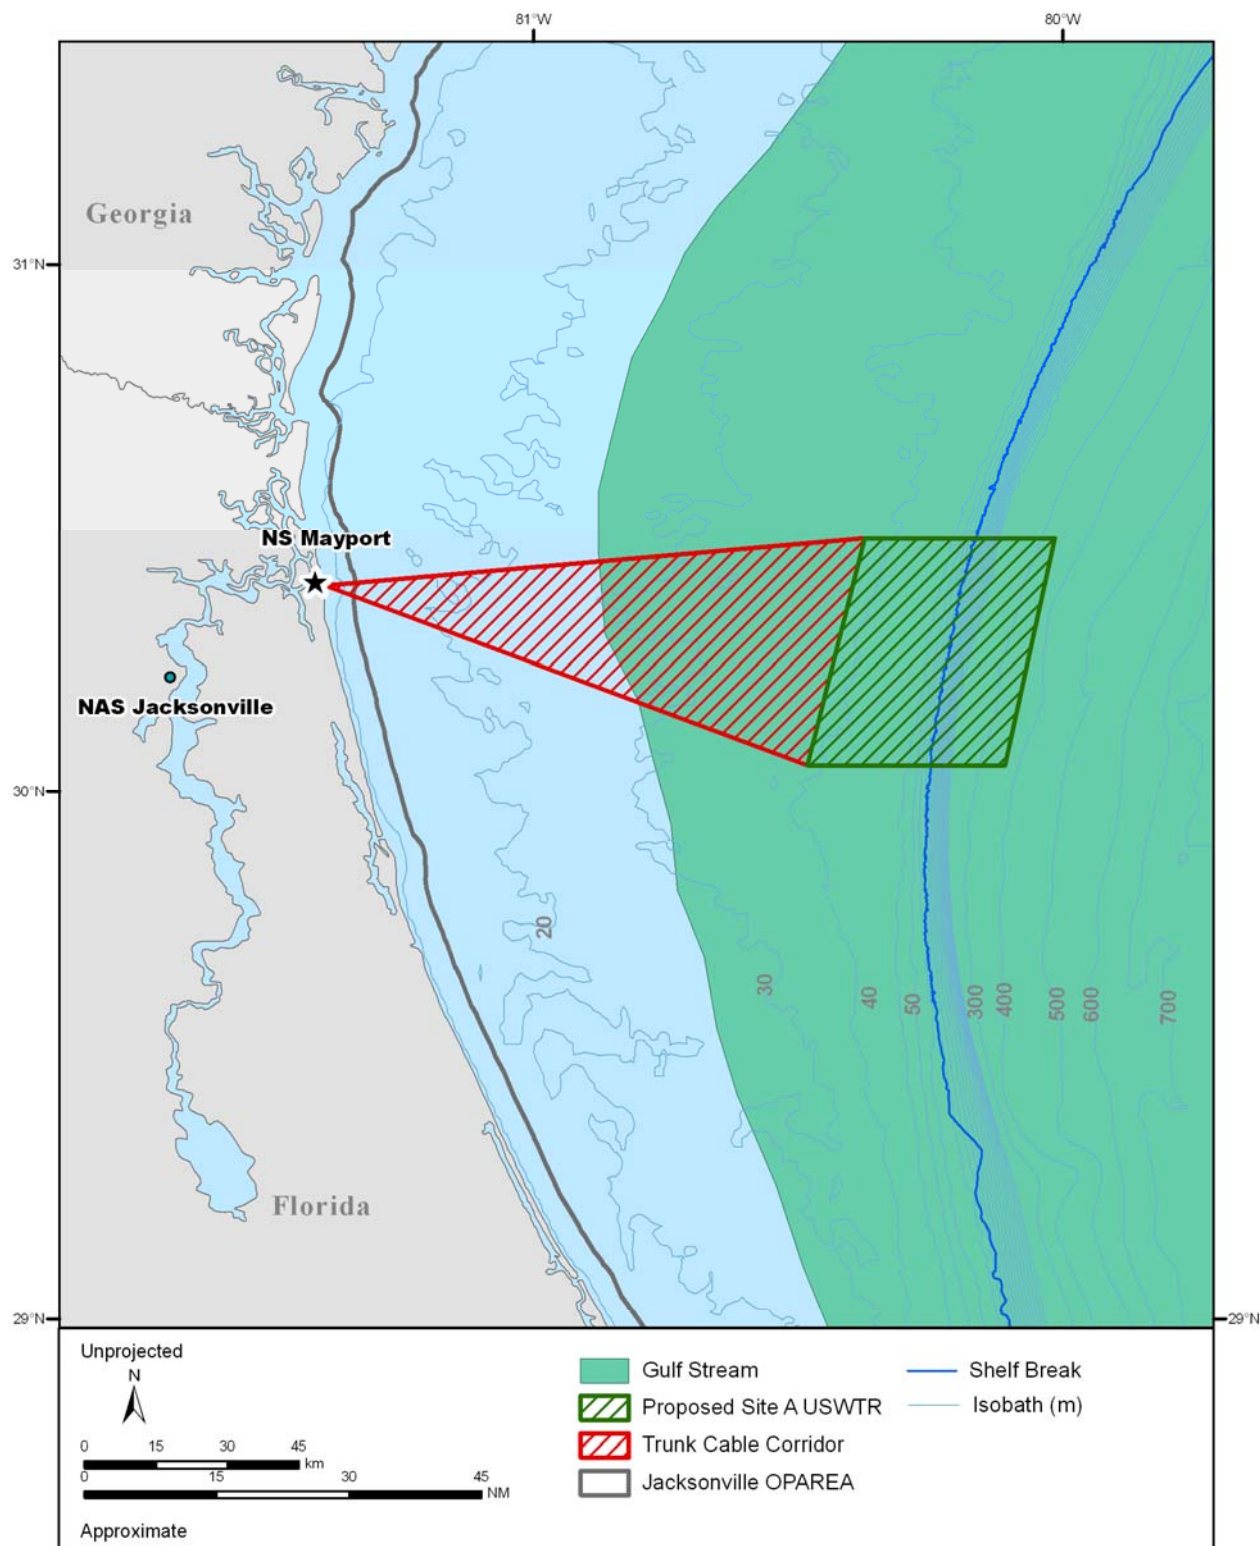 81°W
80°W
Georgia
31°N
NS Mayport
NAS Jacksonville
30°N
20
30
40
50
300
400
500
600
700
Florida
29°N
29°N
Unprojected
N
0 15 30 45
km
0 15 30 45
NM
Approximate
Gulf Stream
Proposed Site A USWTR
Trunk Cable Corridor
Jacksonville OPAREA
Shelf Break
Isobath (m)